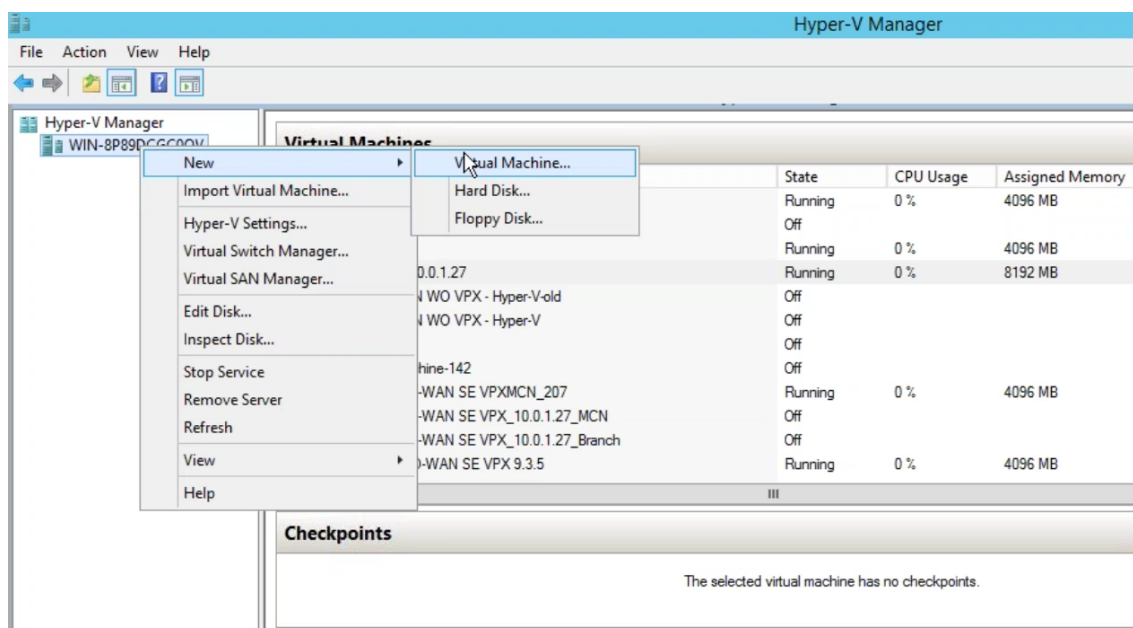 Hyper-V Manager
File Action View Help
Hyper-V Manager
WIN-8P89DCGC0QV
Virtual Machines
New
Virtual Machine...
Import Virtual Machine...
Hard Disk...
Hyper-V Settings...
Floppy Disk...
Virtual Switch Manager...
Virtual SAN Manager...
Edit Disk...
Inspect Disk...
Stop Service
Remove Server
Refresh
View
Help
State CPU Usage Assigned Memory
Running 0 % 4096 MB
Off
Running 0 % 4096 MB
0.0.1.27 Running 0 % 8192 MB
WO VPX - Hyper-V-old Off
WO VPX - Hyper-V Off
Off
hine-142 Off
-WAN SE VPXMCN_207 Running 0 % 4096 MB
-WAN SE VPX_10.0.1.27_MCN Off
-WAN SE VPX_10.0.1.27_Branch Off
-WAN SE VPX 9.3.5 Running 0 % 4096 MB
Checkpoints
The selected virtual machine has no checkpoints.